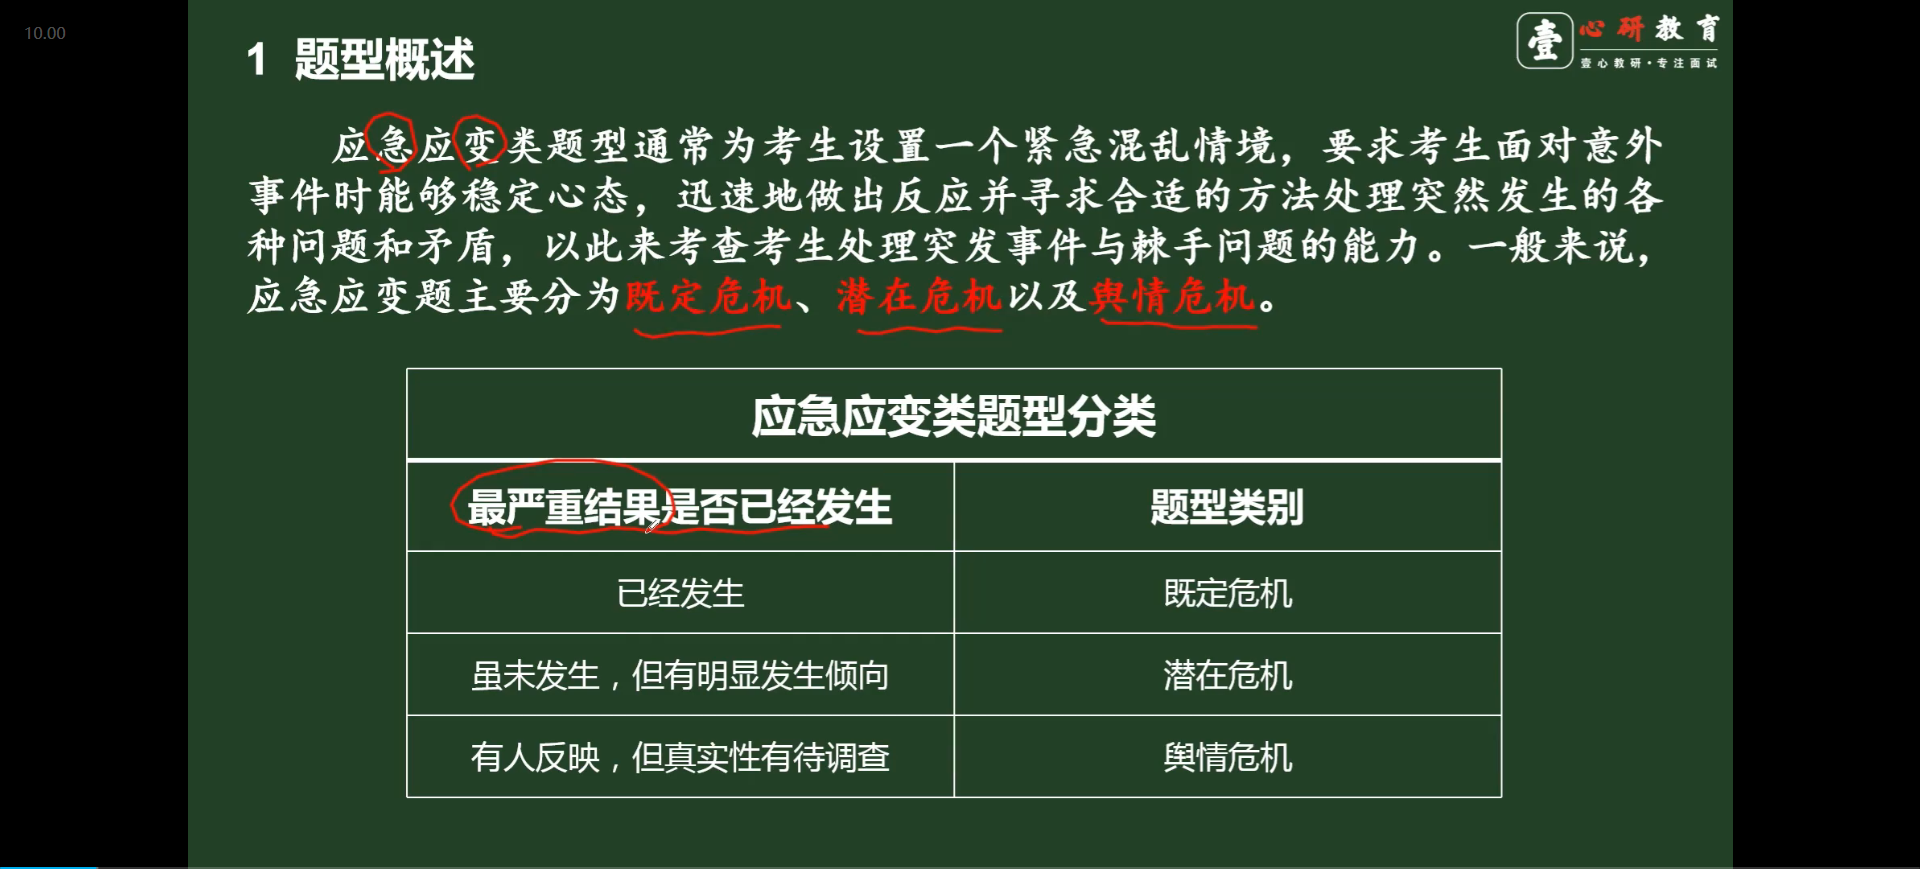 10.00
1 题型概述
壹 心研教育
壹心教研·专注面试
应急应变类题型通常为考生设置一个紧急混乱情境，要求考生面对意外
事件时能够稳定心态，迅速地做出反应并寻求合适的方法处理突然发生的各
种问题和矛盾，以此来考查考生处理突发事件与棘手问题的能力。一般来说，
应急应变题主要分为既定危机、潜在危机以及舆情危机。
应急应变类题型分类
最严重结果是否已经发生 题型类别
已经发生 既定危机
虽未发生，但有明显发生倾向 潜在危机
有人反映，但真实性有待调查 舆情危机